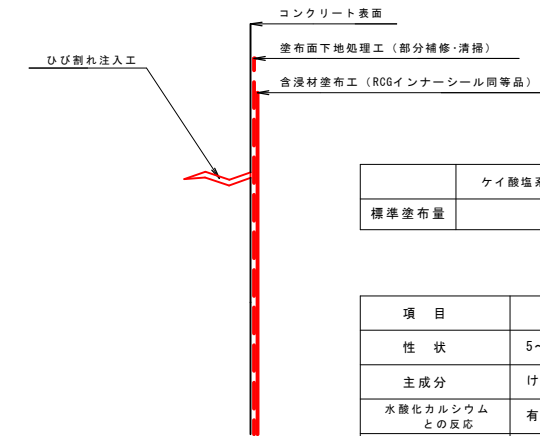 コンクリート表面
塗布面下地処理工（部分補修･清掃）
ひび割れ注入工
含浸材塗布工（RCGインナーシール同等品）
ケイ酸塩系
標準塗布量
項　目
性　状　5~
主成分　け
水酸化カルシウム
との反応　有